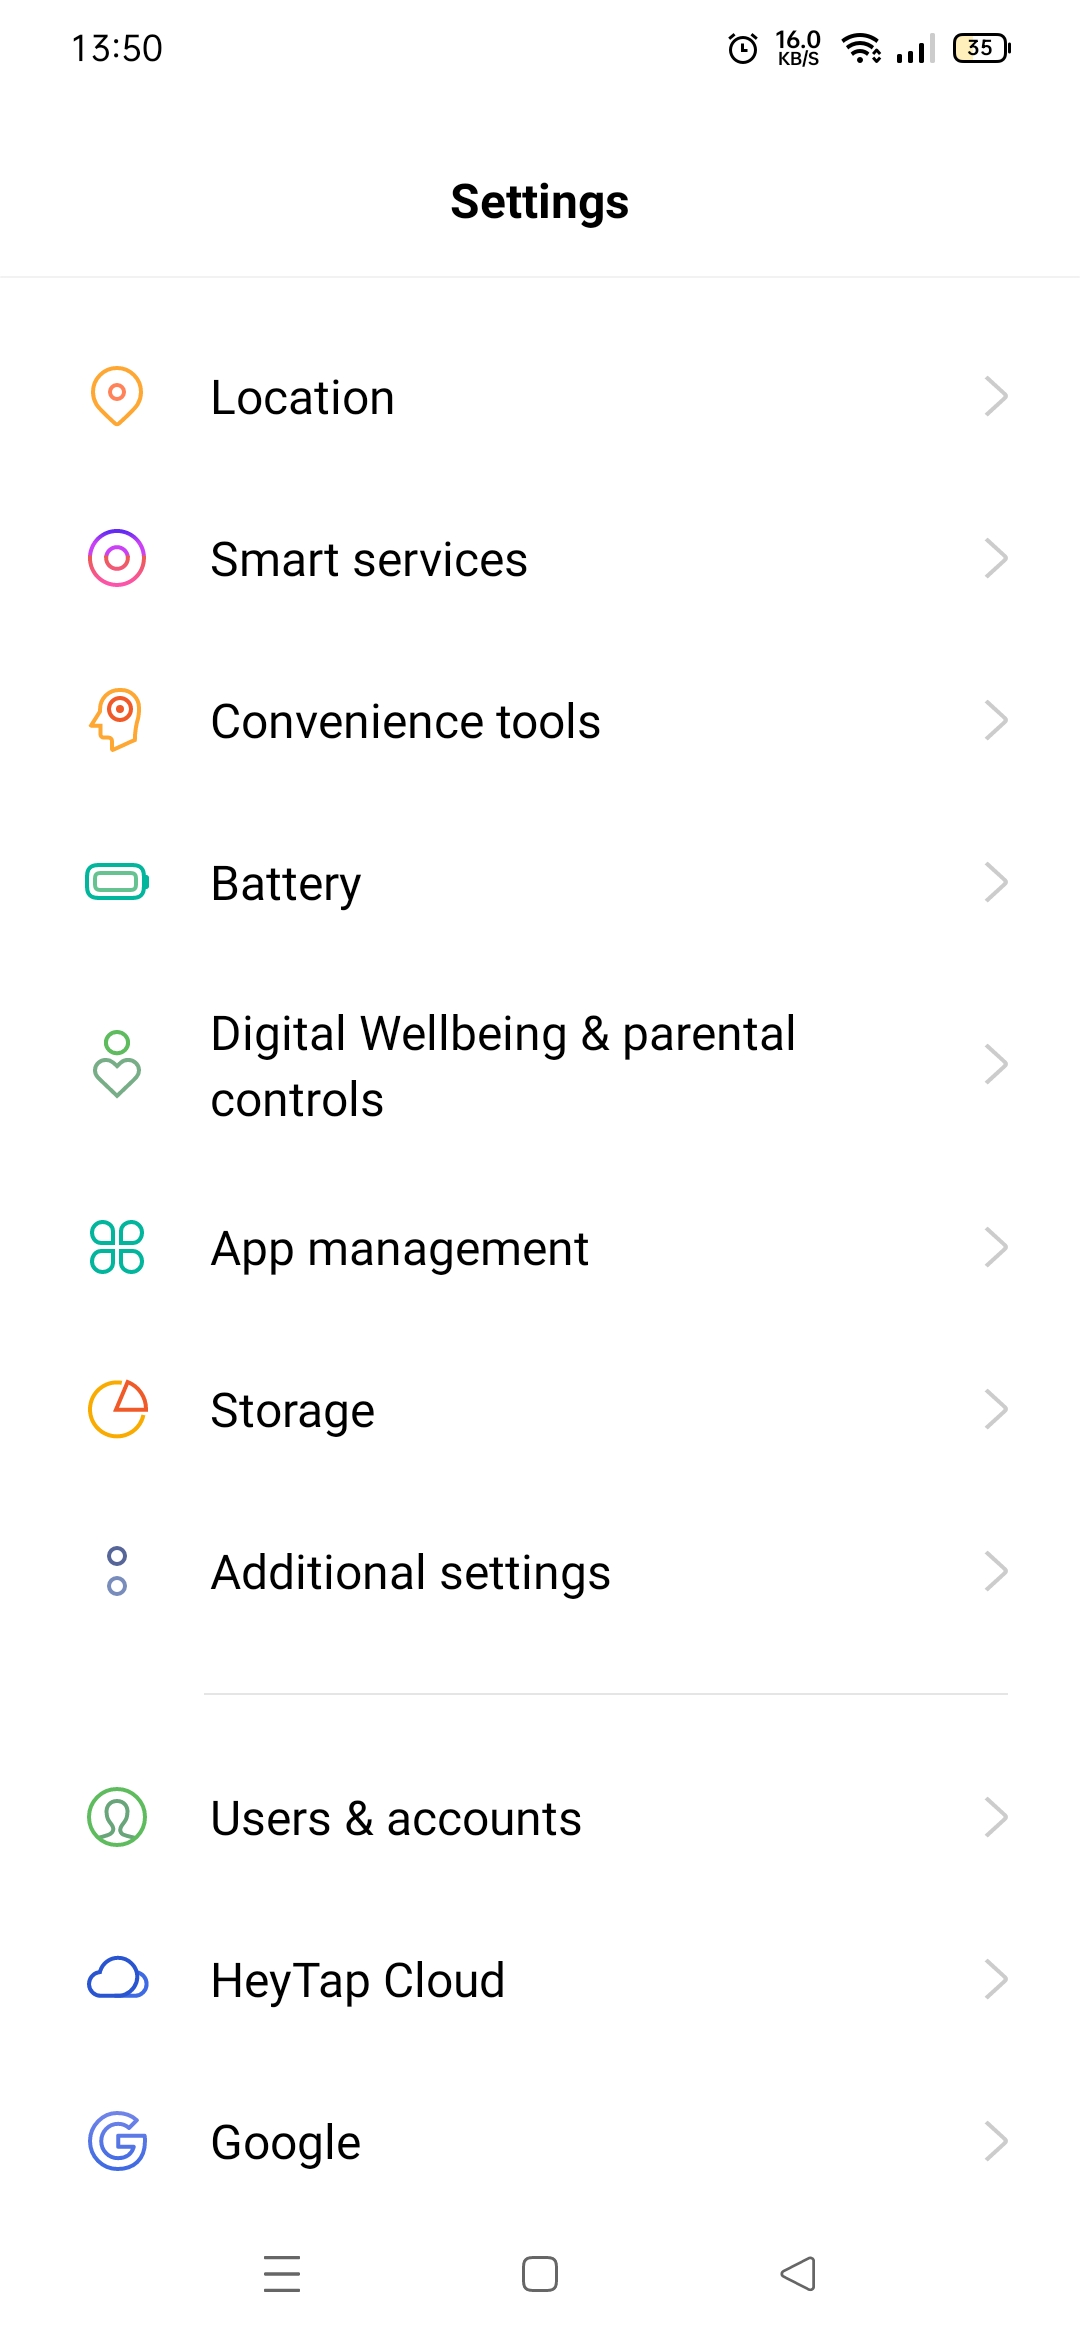 13:50
16.0
KB/S
35
Settings
Location
Smart services
Convenience tools
Battery
Digital Wellbeing & parental
controls
App management
Storage
Additional settings
Users & accounts
HeyTap Cloud
Google